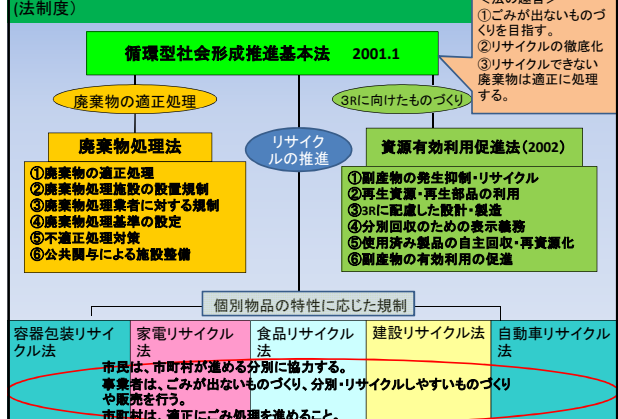 (法制度)
①ごみが出ないものづ
くりを目指す。
②リサイクルの徹底化
③リサイクルできない
廃棄物は適正に処理
する。
循環型社会形成推進基本法 2001.1
廃棄物の適正処理
3Rに向けたものづくり
廃棄物処理法
リサイク
ルの推進
資源有効利用促進法(2002)
①廃棄物の適正処理
②廃棄物処理施設の設置規制
③廃棄物処理業者に対する規制
④廃棄物処理基準の設定
⑤不適正処理対策
⑥公共関与による施設整備
①副産物の発生抑制・リサイクル
②再生資源・再生部品の利用
③3Rに配慮した設計・製造
④分別回収のための表示義務
⑤使用済み製品の自主回収・再資源化
⑥副産物の有効利用の促進
個別物品の特性に応じた規制
容器包装リサイ
クル法
家電リサイクル
法
食品リサイクル
法
建設リサイクル法
自動車リサイクル
法
市民は、市町村が進める分別に協力する。
事業者は、ごみが出ないものづくり、分別・リサイクルしやすいものづくり
や販売を行う。
市町村は、適正にごみ処理を進めること。